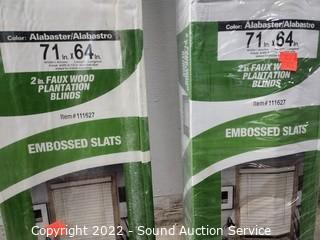 Color: Alabaster/Alabastro
71 in. 64 in.
2 in. FAUX WOOD
PLANTATION
BLINDS
Item #111627
EMBOSSED SLATS
Color: Alabaster/Alabastro
71 in. 64 in.
2 in. FAUX WOOD
PLANTATION
BLINDS
Item #111627
EMBOSSED SLATS
Copyright 2022 - Sound Auction Service